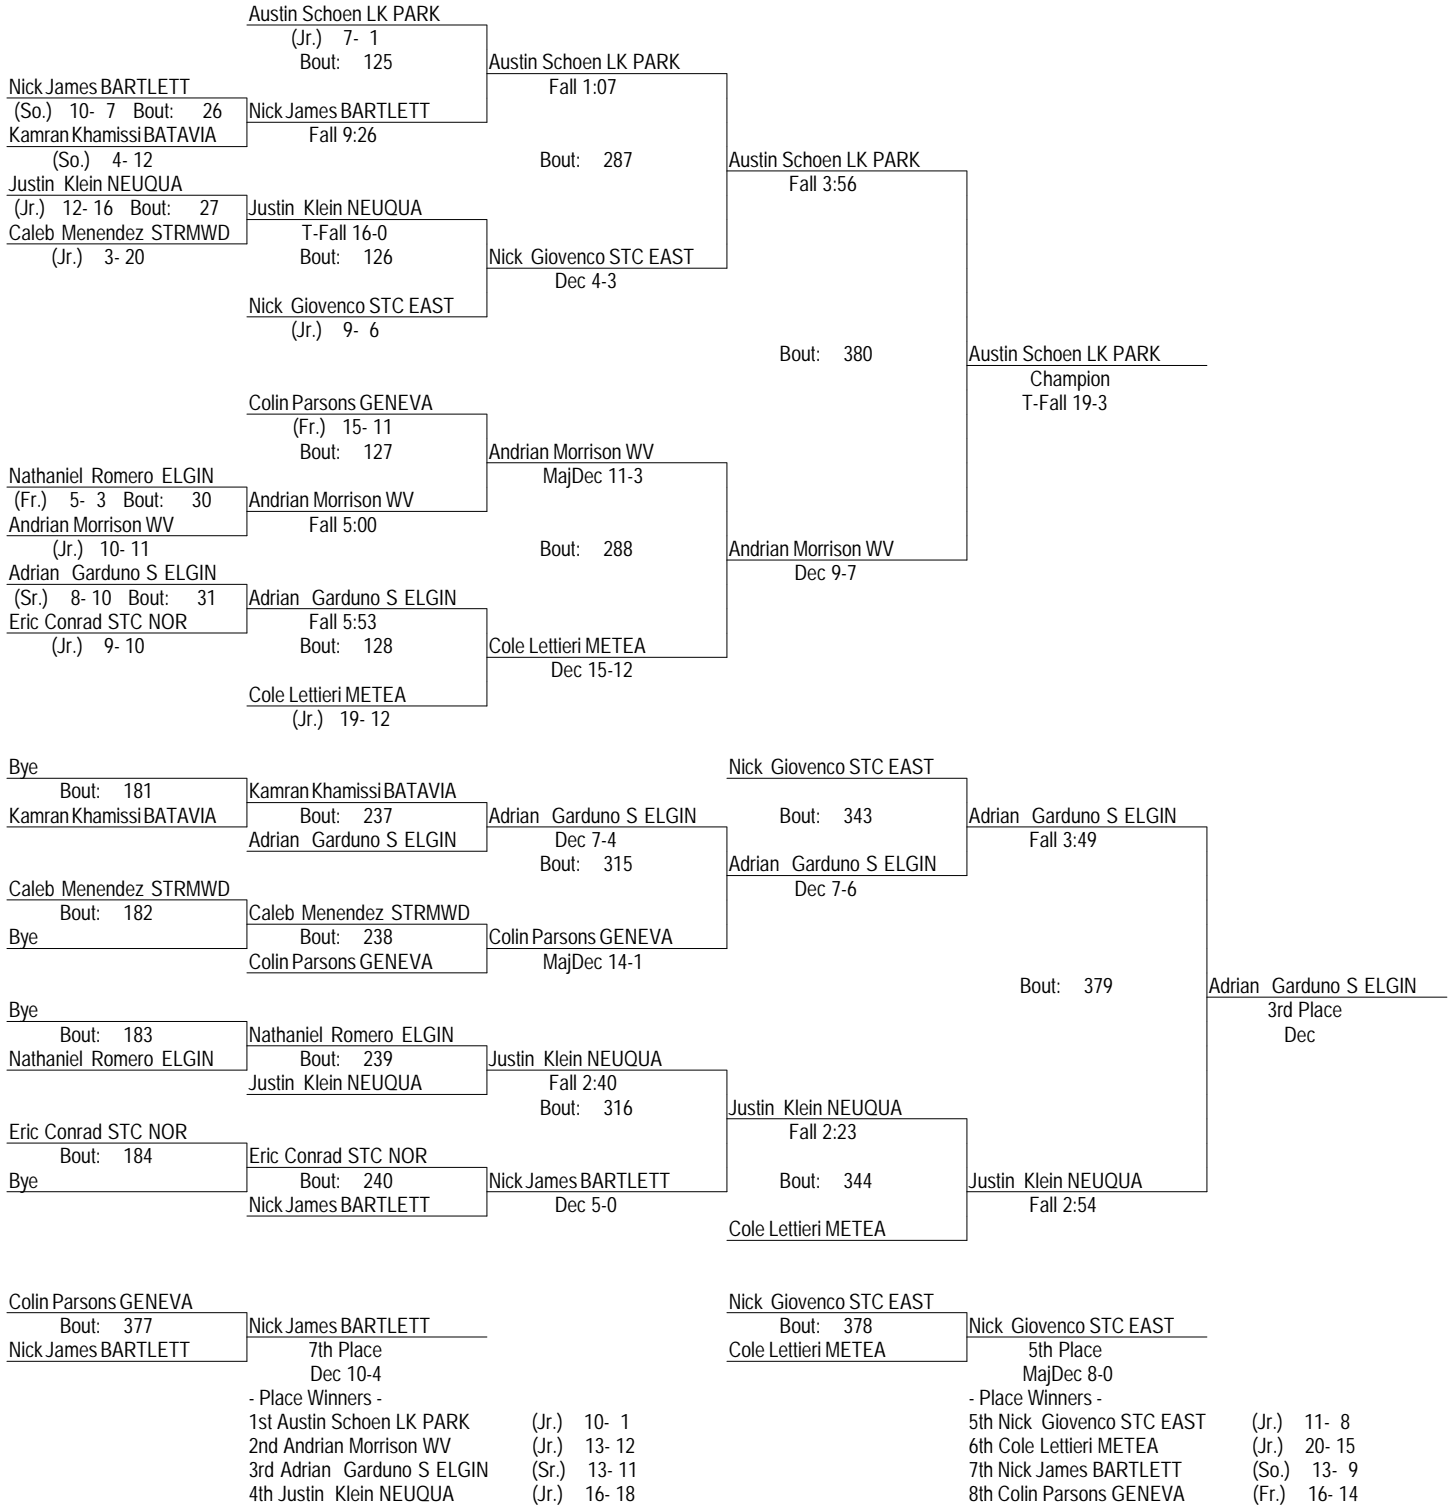 Austin Schoen LK PARK
(Jr.) 7- 1
Bout: 125
Austin Schoen LK PARK
Nick James BARTLETT
Fall 1:07
(So.) 10- 7 Bout: 26
Nick James BARTLETT
Kamran Khamissi BATAVIA
Fall 9:26
(So.) 4- 12
Bout: 287
Austin Schoen LK PARK
Justin Klein NEUQUA
Fall 3:56
(Jr.) 12- 16 Bout: 27
Justin Klein NEUQUA
Caleb Menendez STRMWD
T-Fall 16-0
(Jr.) 3- 20
Bout: 126
Nick Giovenco STC EAST
Dec 4-3
Nick Giovenco STC EAST
(Jr.) 9- 6
Bout: 380
Austin Schoen LK PARK
Champion
T-Fall 19-3
Colin Parsons GENEVA
(Fr.) 15- 11
Bout: 127
Andrian Morrison WV
Nathaniel Romero ELGIN
MajDec 11-3
(Fr.) 5- 3 Bout: 30
Andrian Morrison WV
Andrian Morrison WV
Fall 5:00
(Jr.) 10- 11
Bout: 288
Andrian Morrison WV
Adrian Garduno S ELGIN
Dec 9-7
(Sr.) 8- 10 Bout: 31
Adrian Garduno S ELGIN
Eric Conrad STC NOR
Fall 5:53
(Jr.) 9- 10
Bout: 128
Cole Lettieri METEA
Dec 15-12
Cole Lettieri METEA
(Jr.) 19- 12
Bye
Nick Giovenco STC EAST
Bout: 181
Kamran Khamissi BATAVIA
Kamran Khamissi BATAVIA
Bout: 237
Adrian Garduno S ELGIN
Bout: 343
Adrian Garduno S ELGIN
Adrian Garduno S ELGIN
Dec 7-4
Fall 3:49
Bout: 315
Adrian Garduno S ELGIN
Caleb Menendez STRMWD
Dec 7-6
Bout: 182
Caleb Menendez STRMWD
Bye
Bout: 238
Colin Parsons GENEVA
Colin Parsons GENEVA
MajDec 14-1
Bout: 379
Adrian Garduno S ELGIN
Bye
3rd Place
Bout: 183
Nathaniel Romero ELGIN
Dec
Nathaniel Romero ELGIN
Bout: 239
Justin Klein NEUQUA
Justin Klein NEUQUA
Fall 2:40
Bout: 316
Justin Klein NEUQUA
Eric Conrad STC NOR
Fall 2:23
Bout: 184
Eric Conrad STC NOR
Bye
Bout: 240
Nick James BARTLETT
Bout: 344
Justin Klein NEUQUA
Nick James BARTLETT
Dec 5-0
Fall 2:54
Cole Lettieri METEA
Colin Parsons GENEVA
Bout: 377
Nick James BARTLETT
Nick James BARTLETT
7th Place
Dec 10-4
Nick Giovenco STC EAST
Bout: 378
Nick Giovenco STC EAST
Cole Lettieri METEA
5th Place
MajDec 8-0
- Place Winners -
1st Austin Schoen LK PARK (Jr.) 10- 1
2nd Andrian Morrison WV (Jr.) 13- 12
3rd Adrian Garduno S ELGIN (Sr.) 13- 11
4th Justin Klein NEUQUA (Jr.) 16- 18
- Place Winners -
5th Nick Giovenco STC EAST (Jr.) 11- 8
6th Cole Lettieri METEA (Jr.) 20- 15
7th Nick James BARTLETT (So.) 13- 9
8th Colin Parsons GENEVA (Fr.) 16- 14